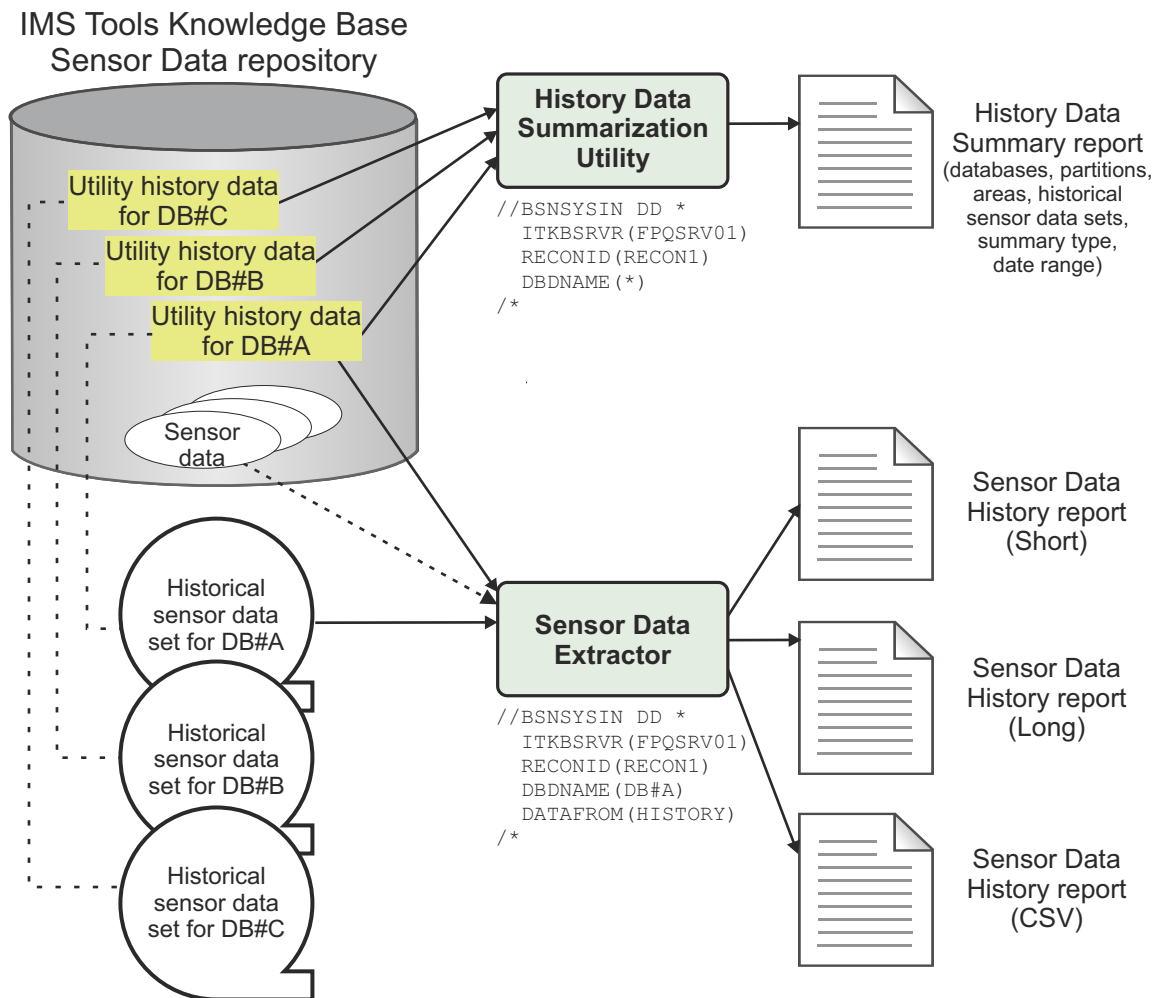 IMS Tools Knowledge Base
Sensor Data repository
Utility history data
for DB#C
Utility history data
for DB#B
Utility history data
for DB#A
Sensor
data
History Data
Summarization
Utility
//BSNSYSIN DD *
ITKBSRVR(FPQSRV01)
RECONID(RECON1)
DBDNAME(*)
/*
History Data
Summary report
(databases, partitions,
areas, historical
sensor data sets,
summary type,
date range)
Historical
sensor data
set for DB#A
Historical
sensor data
set for DB#B
Historical
sensor data
set for DB#C
Sensor Data
Extractor
//BSNSYSIN DD *
ITKBSRVR(FPQSRV01)
RECONID(RECON1)
DBDNAME(DB#A)
DATAFROM(HISTORY)
/*
Sensor Data
History report
(Short)
Sensor Data
History report
(Long)
Sensor Data
History report
(CSV)